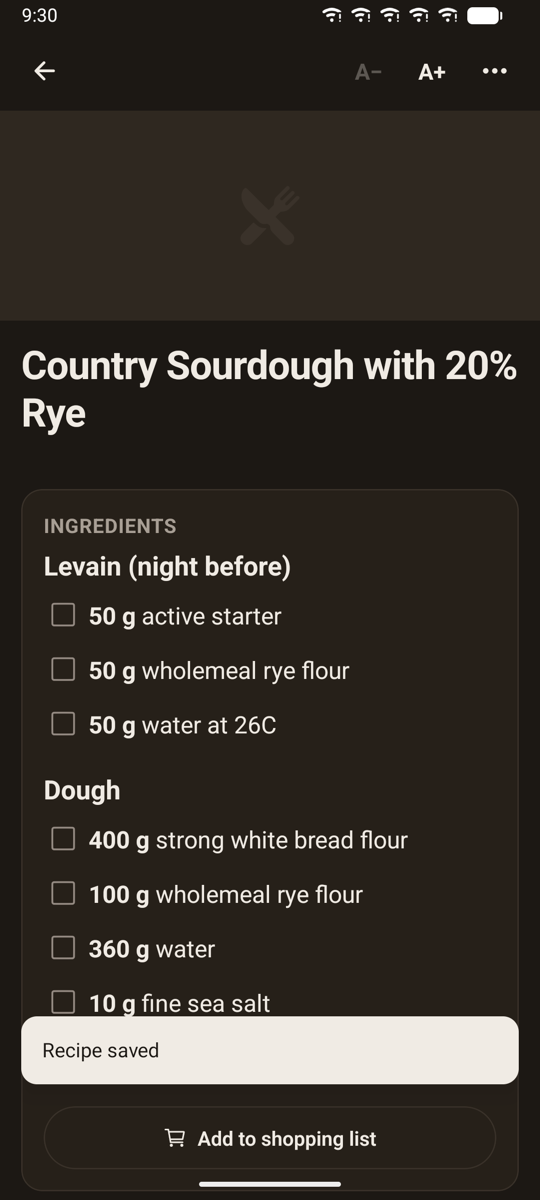 9:30
A− A+
Country Sourdough with 20%
Rye
INGREDIENTS
Levain (night before)
50 g active starter
50 g wholemeal rye flour
50 g water at 26C
Dough
400 g strong white bread flour
100 g wholemeal rye flour
360 g water
10 g fine sea salt
Recipe saved
Add to shopping list